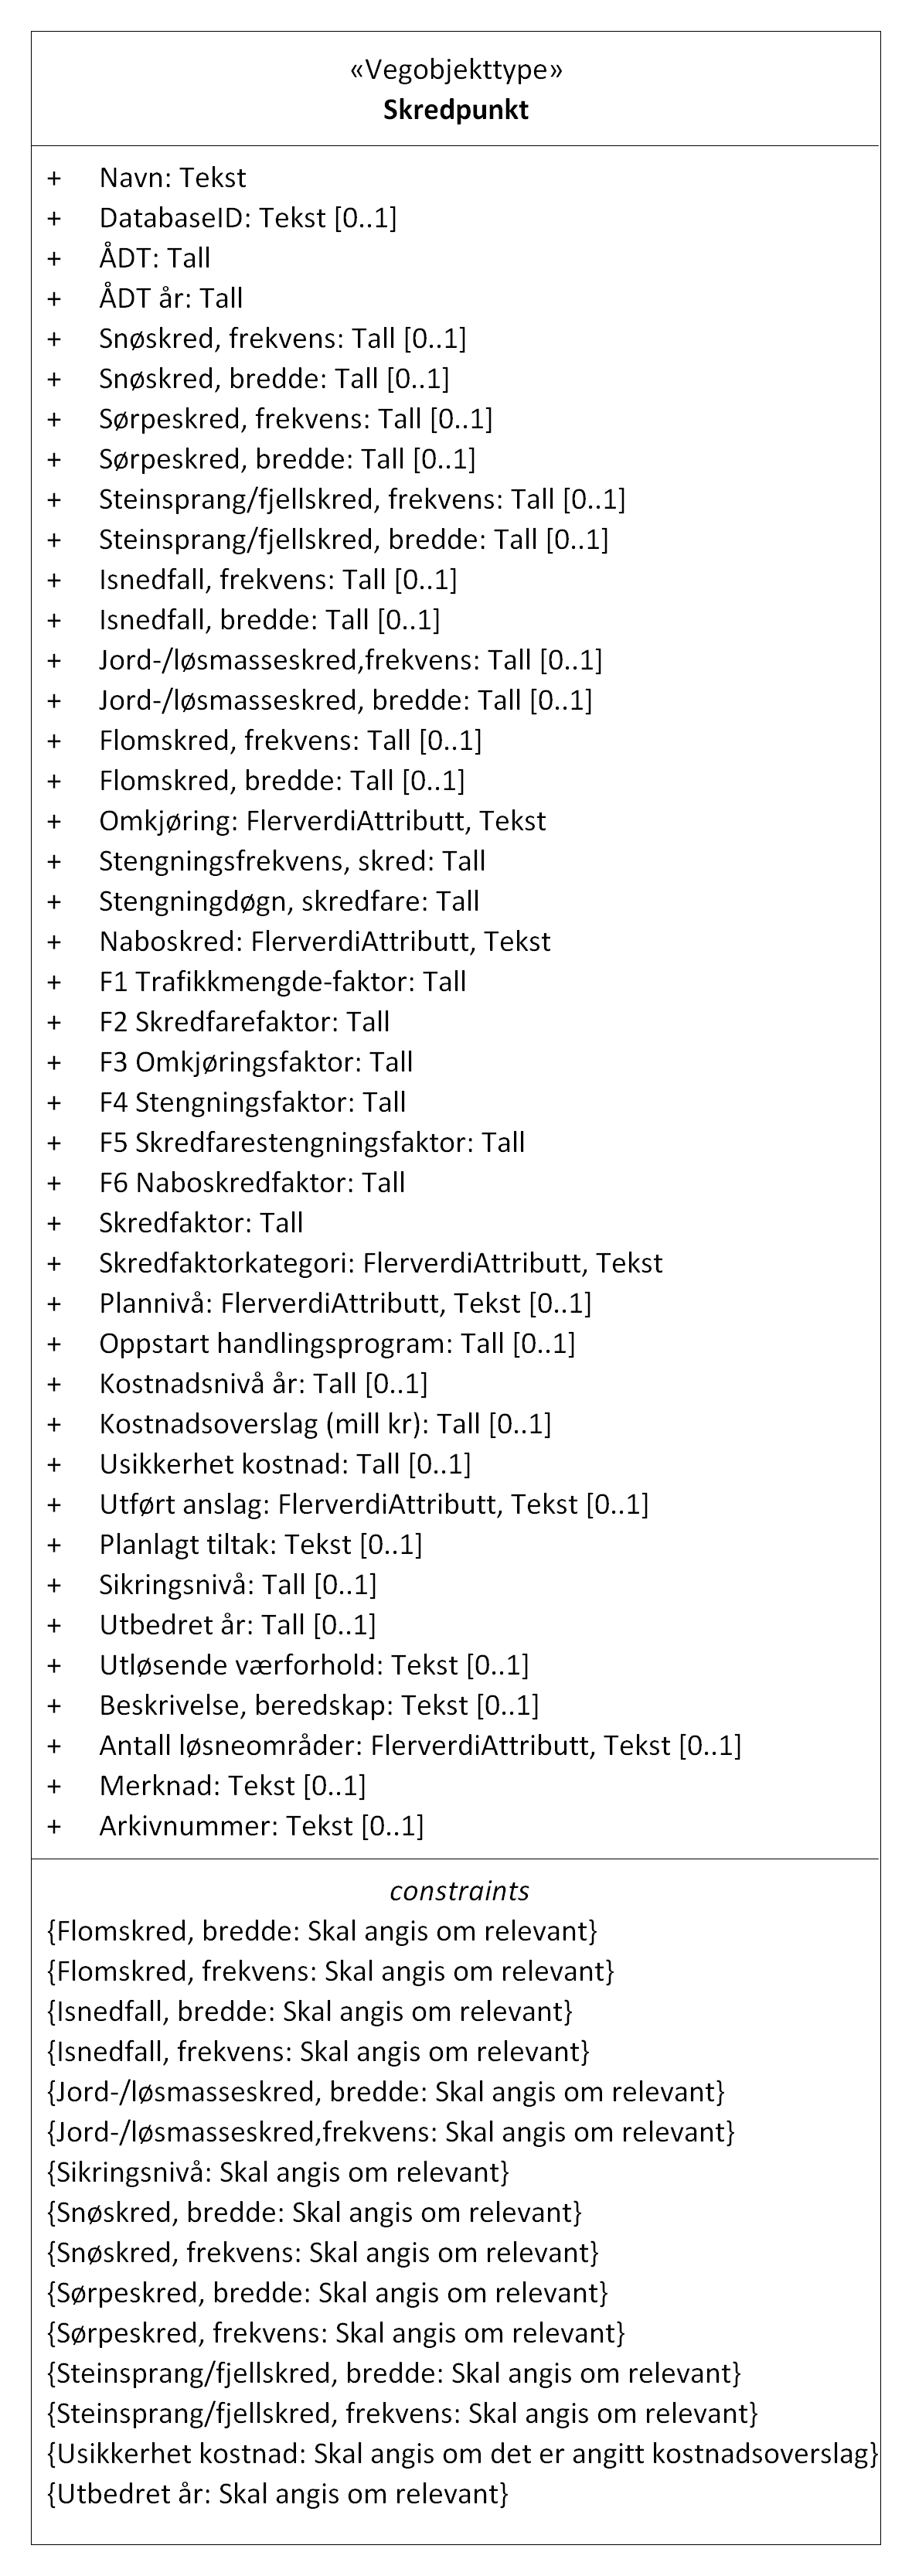 «Vegobjekttype»
Skredpunkt
+ Navn: Tekst
+ DatabaseID: Tekst [0..1]
+ ÅDT: Tall
+ ÅDT år: Tall
+ Snøskred, frekvens: Tall [0..1]
+ Snøskred, bredde: Tall [0..1]
+ Sørpeskred, frekvens: Tall [0..1]
+ Sørpeskred, bredde: Tall [0..1]
+ Steinsprang/fjellskred, frekvens: Tall [0..1]
+ Steinsprang/fjellskred, bredde: Tall [0..1]
+ Isnedfall, frekvens: Tall [0..1]
+ Isnedfall, bredde: Tall [0..1]
+ Jord-/løsmasseskred,frekvens: Tall [0..1]
+ Jord-/løsmasseskred, bredde: Tall [0..1]
+ Flomskred, frekvens: Tall [0..1]
+ Flomskred, bredde: Tall [0..1]
+ Omkjøring: FlerverdiAttributt, Tekst
+ Stengningsfrekvens, skred: Tall
+ Stengningdøgn, skredfare: Tall
+ Naboskred: FlerverdiAttributt, Tekst
+ F1 Trafikkmengde-faktor: Tall
+ F2 Skredfarefaktor: Tall
+ F3 Omkjøringsfaktor: Tall
+ F4 Stengningsfaktor: Tall
+ F5 Skredfarestengningsfaktor: Tall
+ F6 Naboskredfaktor: Tall
+ Skredfaktor: Tall
+ Skredfaktorkategori: FlerverdiAttributt, Tekst
+ Plannivå: FlerverdiAttributt, Tekst [0..1]
+ Oppstart handlingsprogram: Tall [0..1]
+ Kostnadsnivå år: Tall [0..1]
+ Kostnadsoverslag (mill kr): Tall [0..1]
+ Usikkerhet kostnad: Tall [0..1]
+ Utført anslag: FlerverdiAttributt, Tekst [0..1]
+ Planlagt tiltak: Tekst [0..1]
+ Sikringsnivå: Tall [0..1]
+ Utbedret år: Tall [0..1]
+ Utløsende værforhold: Tekst [0..1]
+ Beskrivelse, beredskap: Tekst [0..1]
+ Antall løsneområder: FlerverdiAttributt, Tekst [0..1]
+ Merknad: Tekst [0..1]
+ Arkivnummer: Tekst [0..1]
constraints
{Flomskred, bredde: Skal angis om relevant}
{Flomskred, frekvens: Skal angis om relevant}
{Isnedfall, bredde: Skal angis om relevant}
{Isnedfall, frekvens: Skal angis om relevant}
{Jord-/løsmasseskred, bredde: Skal angis om relevant}
{Jord-/løsmasseskred,frekvens: Skal angis om relevant}
{Sikringsnivå: Skal angis om relevant}
{Snøskred, bredde: Skal angis om relevant}
{Snøskred, frekvens: Skal angis om relevant}
{Sørpeskred, bredde: Skal angis om relevant}
{Sørpeskred, frekvens: Skal angis om relevant}
{Steinsprang/fjellskred, bredde: Skal angis om relevant}
{Steinsprang/fjellskred, frekvens: Skal angis om relevant}
{Usikkerhet kostnad: Skal angis om det er angitt kostnadsoverslag}
{Utbedret år: Skal angis om relevant}